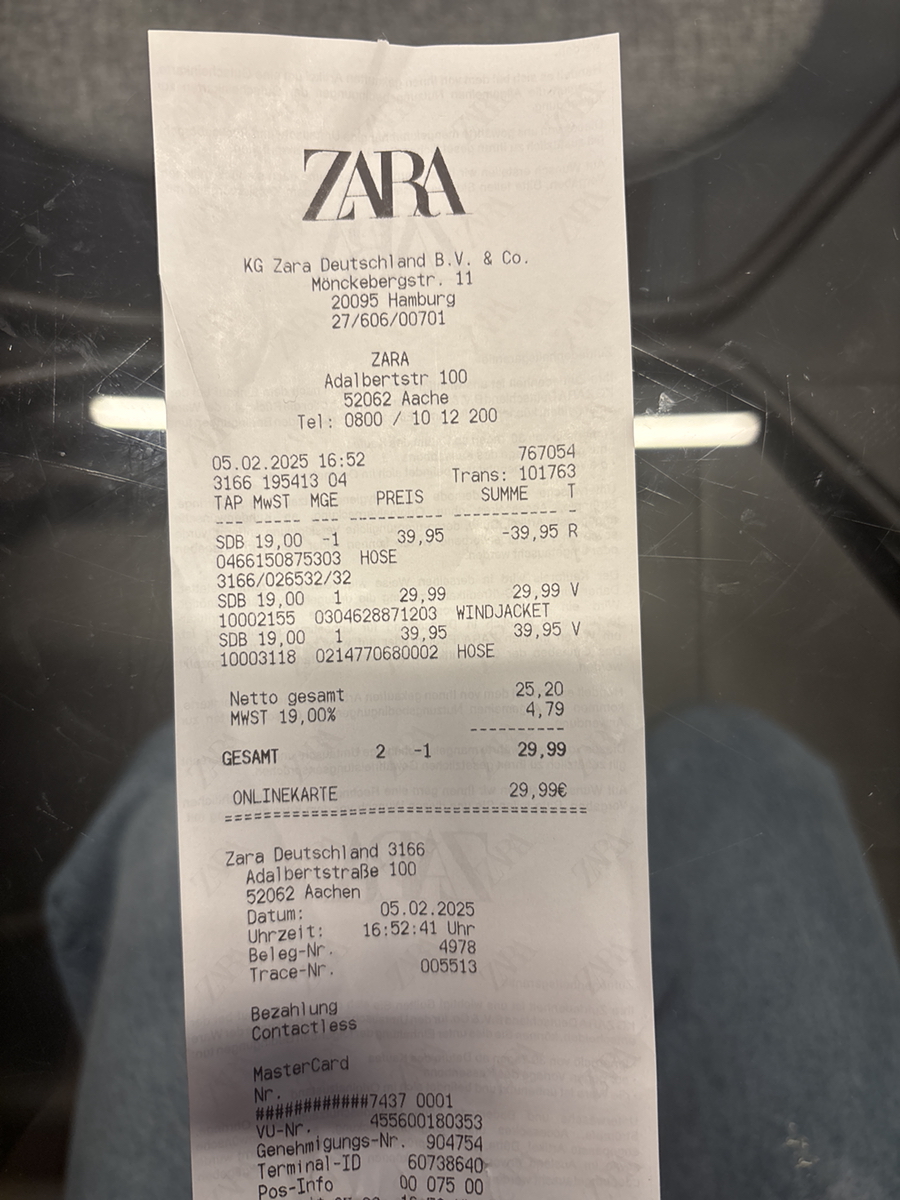 ZARA
KG Zara Deutschland B.V. & Co.
Mönckebergstr. 11
20095 Hamburg
27/606/00701
ZARA
Adalbertstr 100
52062 Aache
Tel: 0800 / 10 12 200
05.02.2025 16:52 767054
3166 195413 04 Trans: 101763
TAP MwST MGE PREIS SUMME T
--- ----- --- ---------- ----------- -
SDB 19,00 -1 39,95 -39,95 R
0466150875303 HOSE
3166/026532/32
SDB 19,00 1 29,99 29,99 V
10002155 0304628871203 WINDJACKET
SDB 19,00 1 39,95 39,95 V
10003118 0214770680002 HOSE
Netto gesamt 25,20
MWST 19,00% 4,79
----------
GESAMT 2 -1 29,99
ONLINEKARTE 29,99€
======================================
Zara Deutschland 3166
Adalbertstraße 100
52062 Aachen
Datum: 05.02.2025
Uhrzeit: 16:52:41 Uhr
Beleg-Nr. 4978
Trace-Nr. 005513
Bezahlung
Contactless
MasterCard
Nr.
############7437 0001
VU-Nr. 455600180353
Genehmigungs-Nr. 904754
Terminal-ID 60738640
Pos-Info 00 075 00